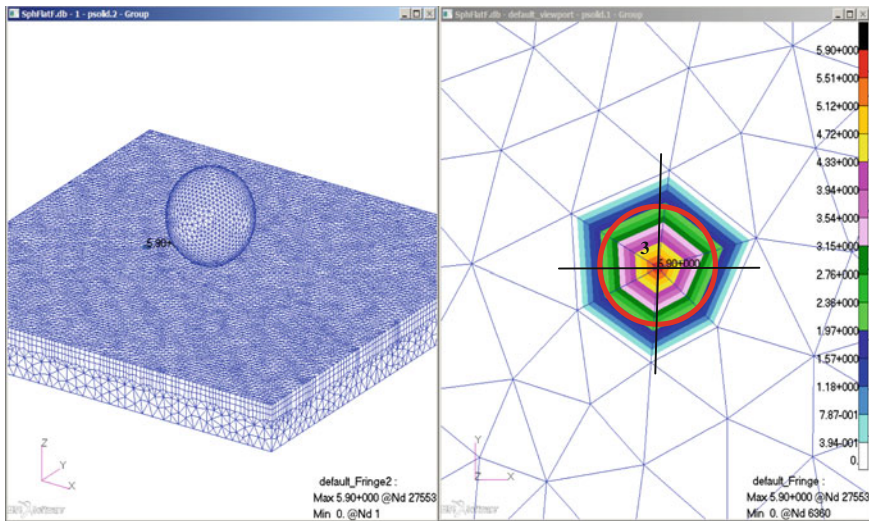 SphFlatF.db - 1 - psolid.2 - Group
5.90+
Z
Y
X
default_Fringe2 :
Max 5.90+000 @Nd 27553
Min 0. @Nd 1
SphFlatF.db - default_viewport - psolid.1 - Group
3
5.90+000
5.90+000
5.51+000
5.12+000
4.72+000
4.33+000
3.94+000
3.54+000
3.15+000
2.76+000
2.36+000
1.97+000
1.57+000
1.18+000
7.87-001
3.94-001
0.
Y
Z
X
default_Fringe :
Max 5.90+000 @Nd 27553
Min 0. @Nd 6360